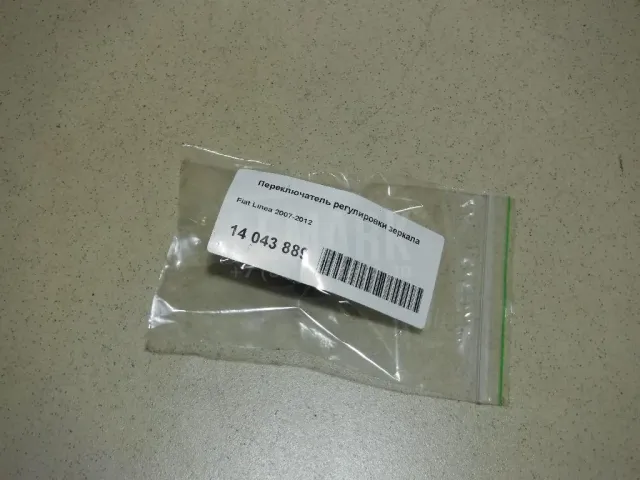 Переключатель регулировки зеркала
Fiat Linea 2007-2012
14 043 889